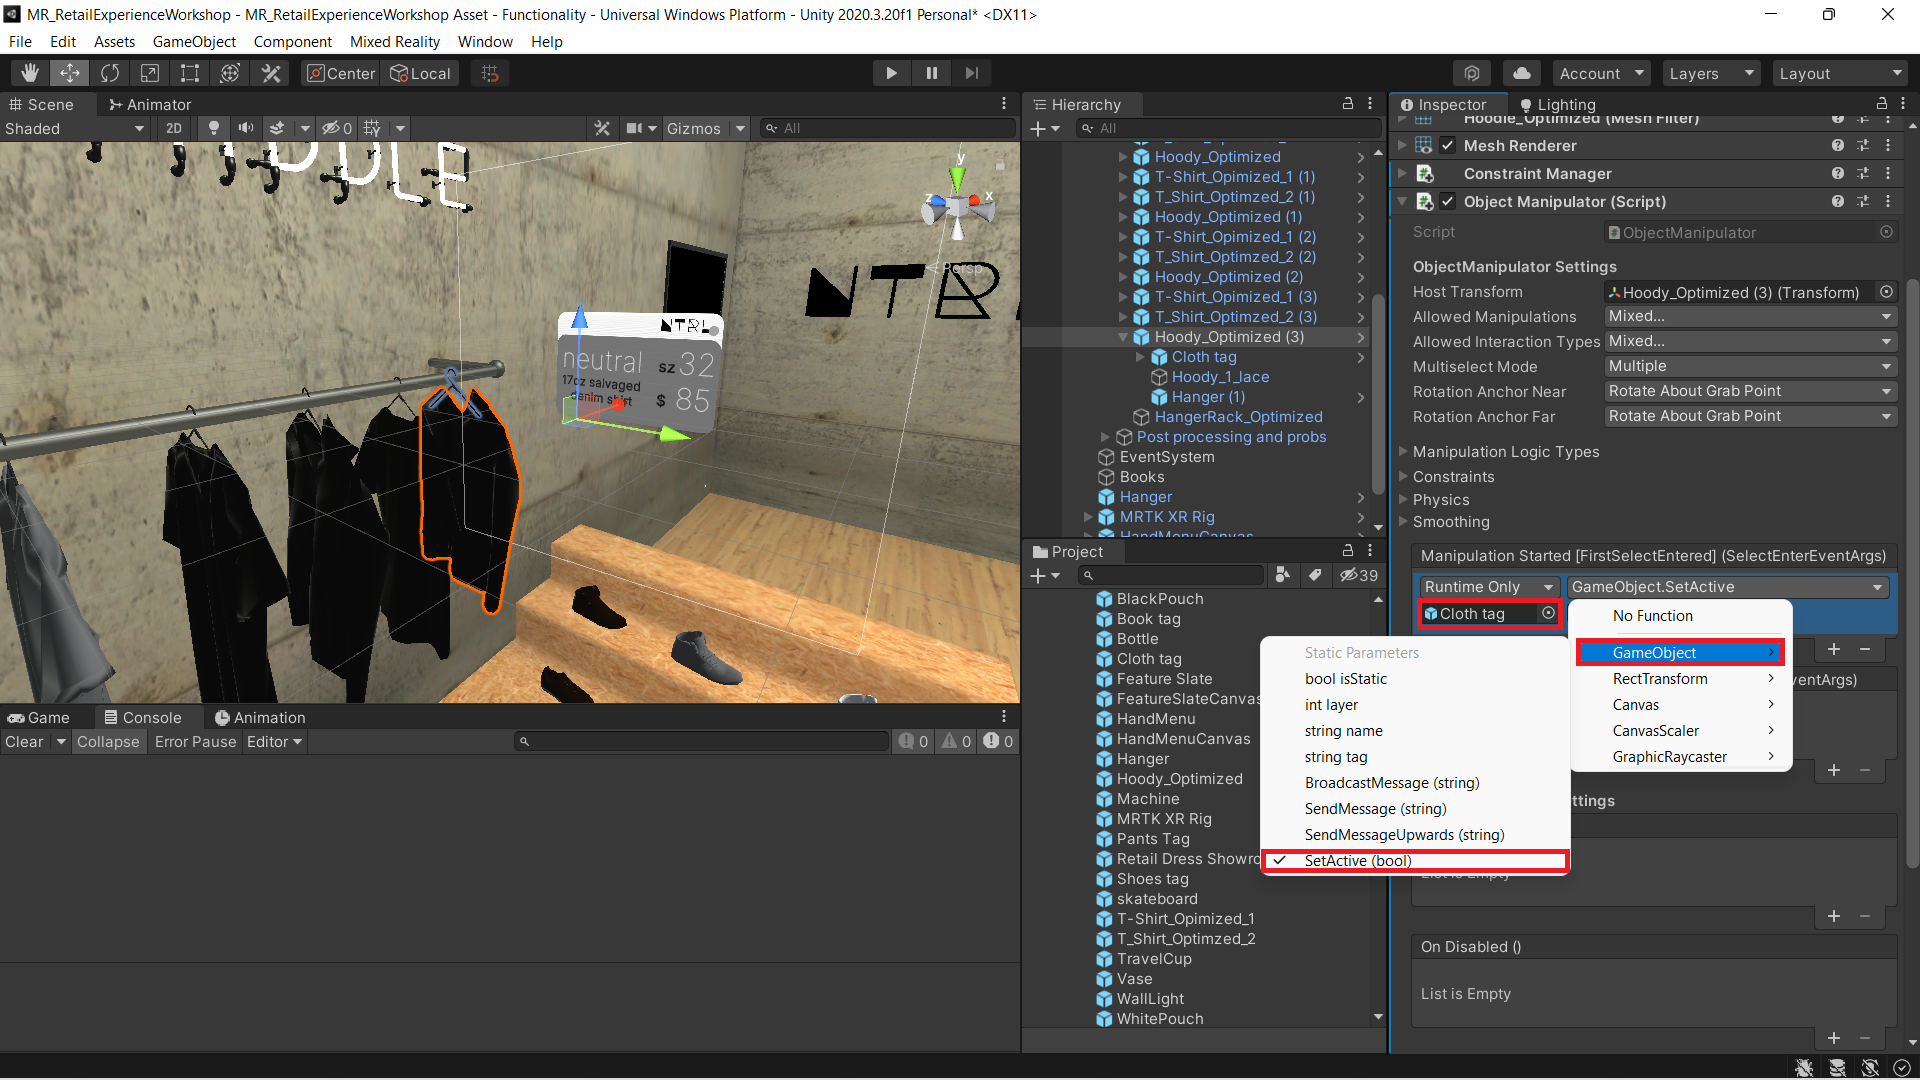 MR_RetailExperienceWorkshop - MR_RetailExperienceWorkshop Asset - Functionality - Universal Windows Platform - Unity 2020.3.20f1 Personal* <DX11>
File Edit Assets GameObject Component Mixed Reality Window Help
Center Local Account Layers Layout
Scene Animator
Shaded 2D 0 Gizmos All
y
z x
Persp
NTRL
neutral sz 32
17oz salvaged
denim shirt $ 85
Game Console Animation
Clear Collapse Error Pause Editor 0 0 0
Hierarchy
All
Hoody_Optimized
T-Shirt_Opimized_1 (1)
T_Shirt_Optimzed_2 (1)
Hoody_Optimized (1)
T-Shirt_Opimized_1 (2)
T_Shirt_Optimzed_2 (2)
Hoody_Optimized (2)
T-Shirt_Opimized_1 (3)
T_Shirt_Optimzed_2 (3)
Hoody_Optimized (3)
Cloth tag
Hoody_1_lace
Hanger (1)
HangerRack_Optimized
Post processing and probs
EventSystem
Books
Hanger
MRTK XR Rig
HandMenuCanvas
Project
39
BlackPouch
Book tag
Bottle
Cloth tag
Feature Slate
FeatureSlateCanvas
HandMenu
HandMenuCanvas
Hanger
Hoody_Optimized
Machine
MRTK XR Rig
Pants Tag
Retail Dress Showro
Shoes tag
skateboard
T-Shirt_Opimized_1
T_Shirt_Optimzed_2
TravelCup
Vase
WallLight
WhitePouch
Inspector Lighting
Hoodie_Optimized (Mesh Filter)
Mesh Renderer
Constraint Manager
Object Manipulator (Script)
Script ObjectManipulator
ObjectManipulator Settings
Host Transform Hoody_Optimized (3) (Transform)
Allowed Manipulations Mixed...
Allowed Interaction Types Mixed...
Multiselect Mode Multiple
Rotation Anchor Near Rotate About Grab Point
Rotation Anchor Far Rotate About Grab Point
Manipulation Logic Types
Constraints
Physics
Smoothing
Manipulation Started [FirstSelectEntered] (SelectEnterEventArgs)
Runtime Only GameObject.SetActive
Cloth tag
No Function
GameObject
RectTransform
Canvas
CanvasScaler
GraphicRaycaster
ventArgs)
Static Parameters
bool isStatic
int layer
string name
string tag
BroadcastMessage (string)
SendMessage (string)
SendMessageUpwards (string)
SetActive (bool)
ttings
List is Empty
On Disabled ()
List is Empty